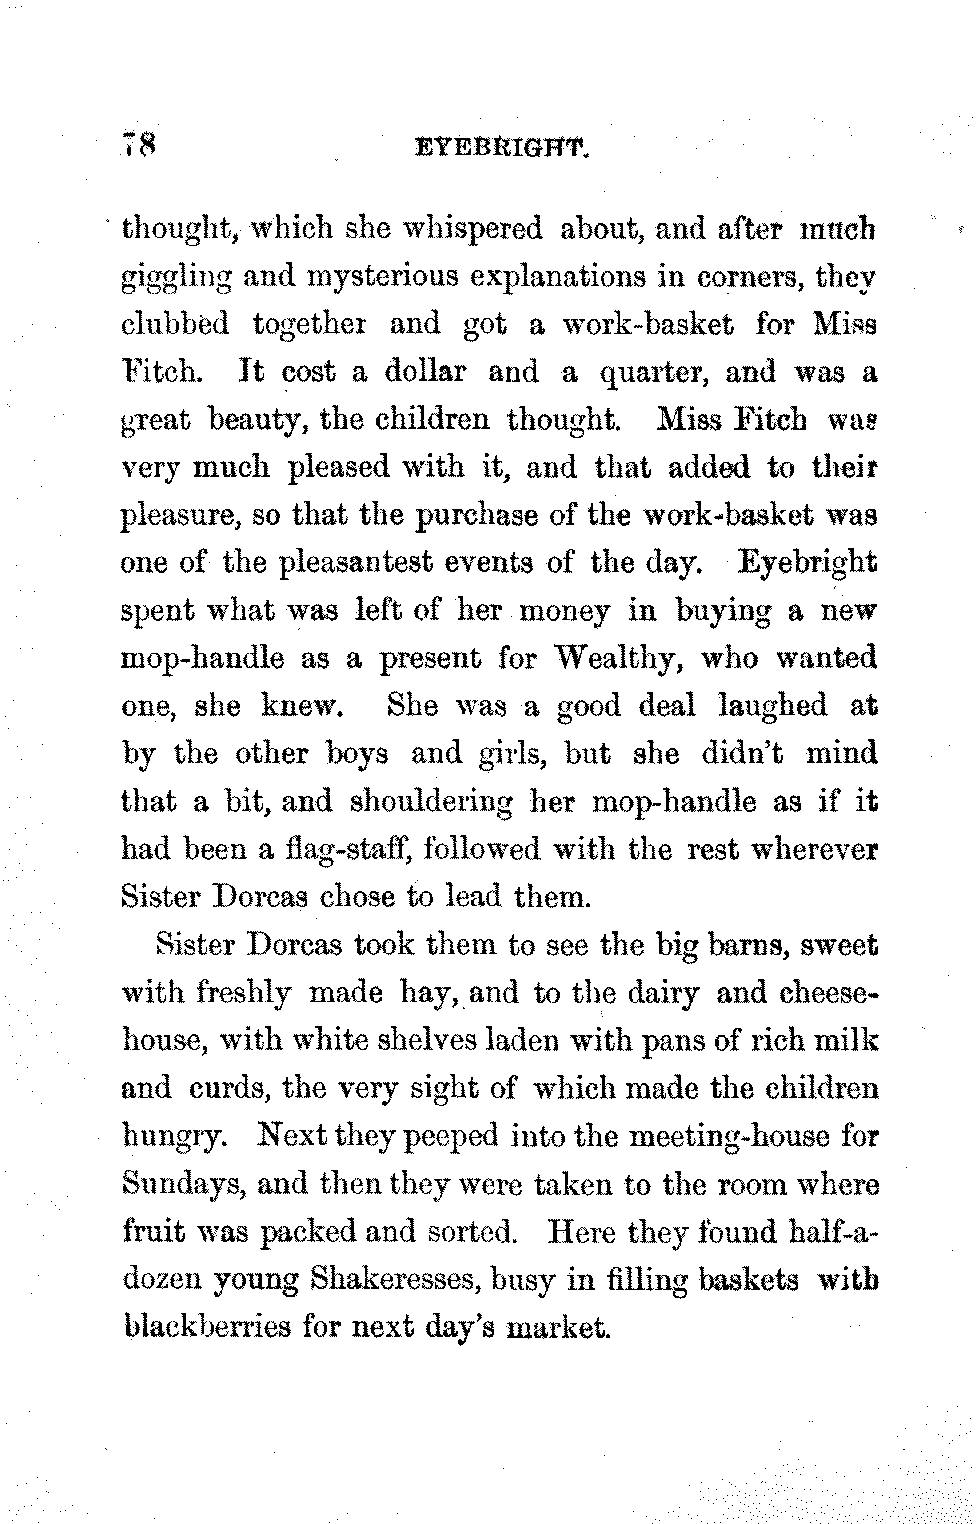 78 EYEBRIGHT.
thought, which she whispered about, and after much
giggling and mysterious explanations in corners, they
clubbed together and got a work-basket for Miss
Fitch. It cost a dollar and a quarter, and was a
great beauty, the children thought. Miss Fitch was
very much pleased with it, and that added to their
pleasure, so that the purchase of the work-basket was
one of the pleasantest events of the day. Eyebright
spent what was left of her money in buying a new
mop-handle as a present for Wealthy, who wanted
one, she knew. She was a good deal laughed at
by the other boys and girls, but she didn't mind
that a bit, and shouldering her mop-handle as if it
had been a flag-staff, followed with the rest wherever
Sister Dorcas chose to lead them.
Sister Dorcas took them to see the big barns, sweet
with freshly made hay, and to the dairy and cheese-
house, with white shelves laden with pans of rich milk
and curds, the very sight of which made the children
hungry. Next they peeped into the meeting-house for
Sundays, and then they were taken to the room where
fruit was packed and sorted. Here they found half-a-
dozen young Shakeresses, busy in filling baskets with
blackberries for next day's market.